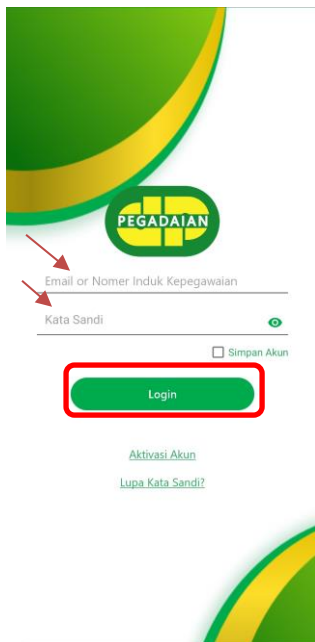 PEGADAIAN
Email or Nomer Induk Kepegawaian
Kata Sandi
Simpan Akun
Login
Aktivasi Akun
Lupa Kata Sandi?